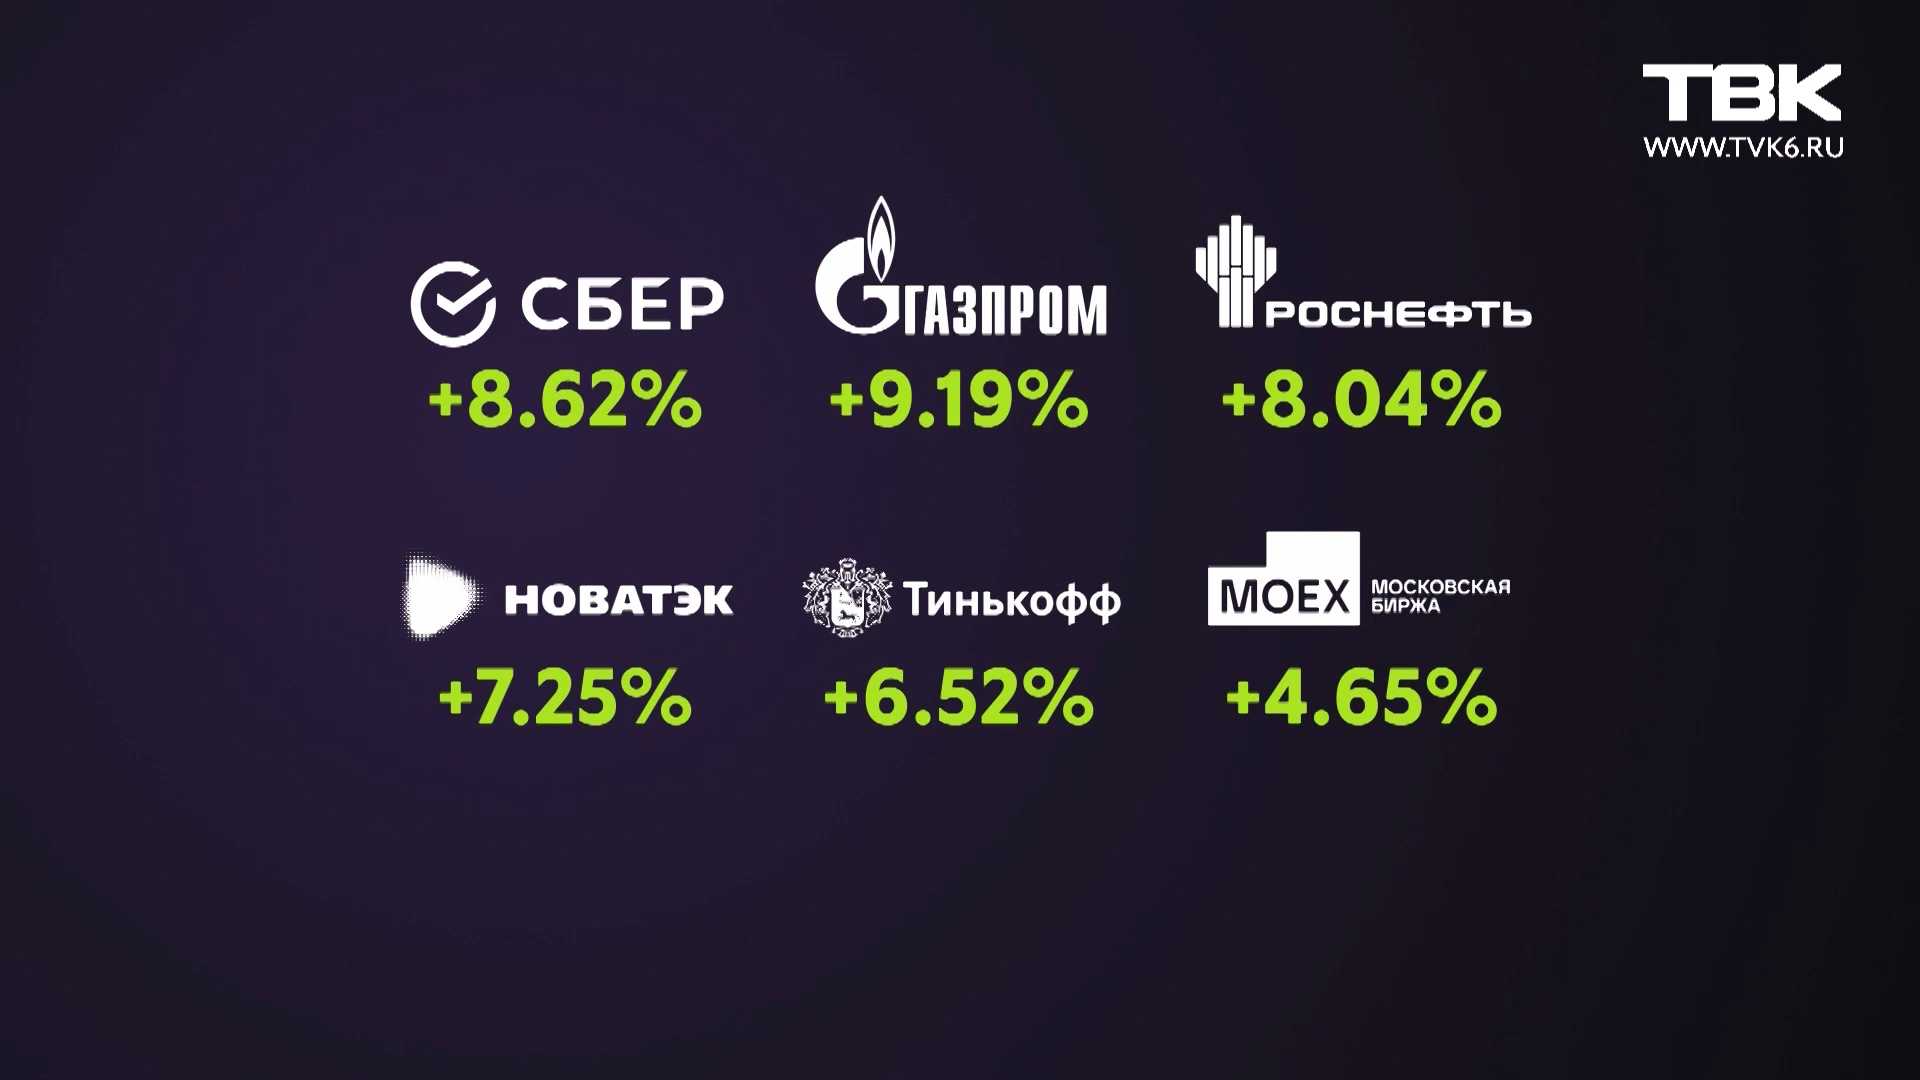 ТВК
WWW.TVK6.RU
СБЕР
ГАЗПРОМ
РОСНЕФТЬ
+8.62%
+9.19%
+8.04%
НОВАТЭК
Тинькофф
MOEX
МОСКОВСКАЯ
БИРЖА
+7.25%
+6.52%
+4.65%